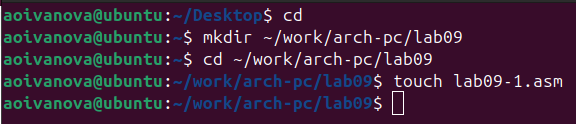 aoivanova@ubuntu:~/Desktop$ cd
aoivanova@ubuntu:~$ mkdir ~/work/arch-pc/lab09
aoivanova@ubuntu:~$ cd ~/work/arch-pc/lab09
aoivanova@ubuntu:~/work/arch-pc/lab09$ touch lab09-1.asm
aoivanova@ubuntu:~/work/arch-pc/lab09$